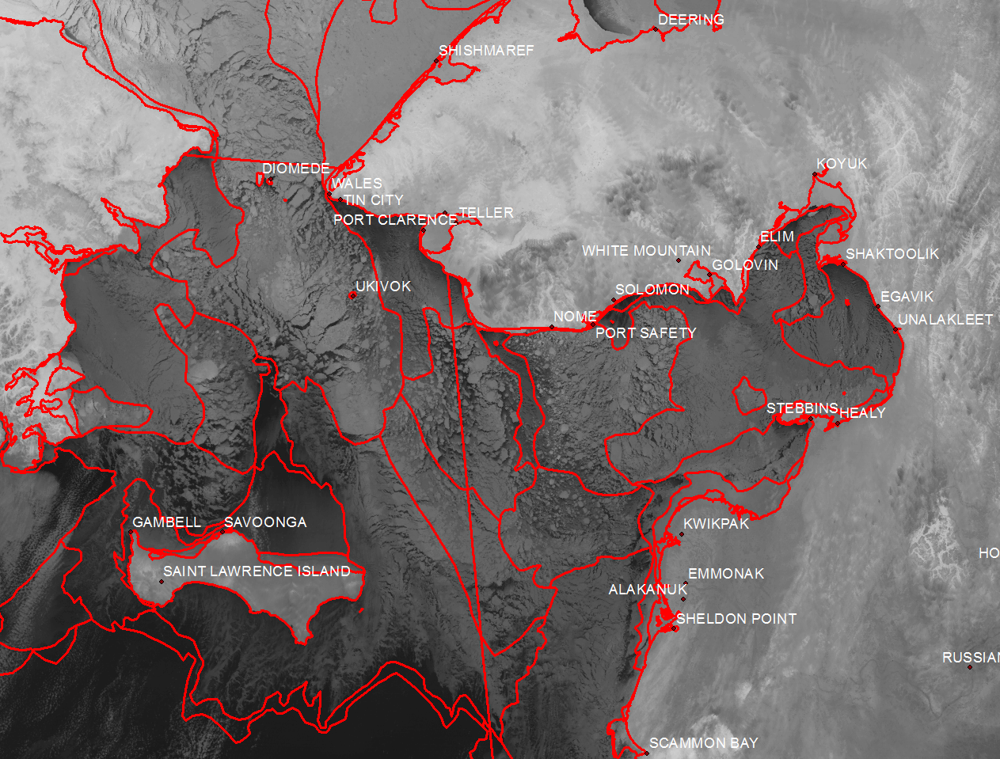 DEERING
SHISHMAREF
KOYUK
DIOMEDE
WALES
TIN CITY
TELLER
PORT CLARENCE
ELIM
WHITE MOUNTAIN
SHAKTOOLIK
GOLOVIN
UKIVOK
SOLOMON
EGAVIK
NOME
UNALAKLEET
PORT SAFETY
STEBBINS
HEALY
GAMBELL
SAVOONGA
KWIKPAK
HO
SAINT LAWRENCE ISLAND
EMMONAK
ALAKANUK
SHELDON POINT
RUSSIAN
SCAMMON BAY